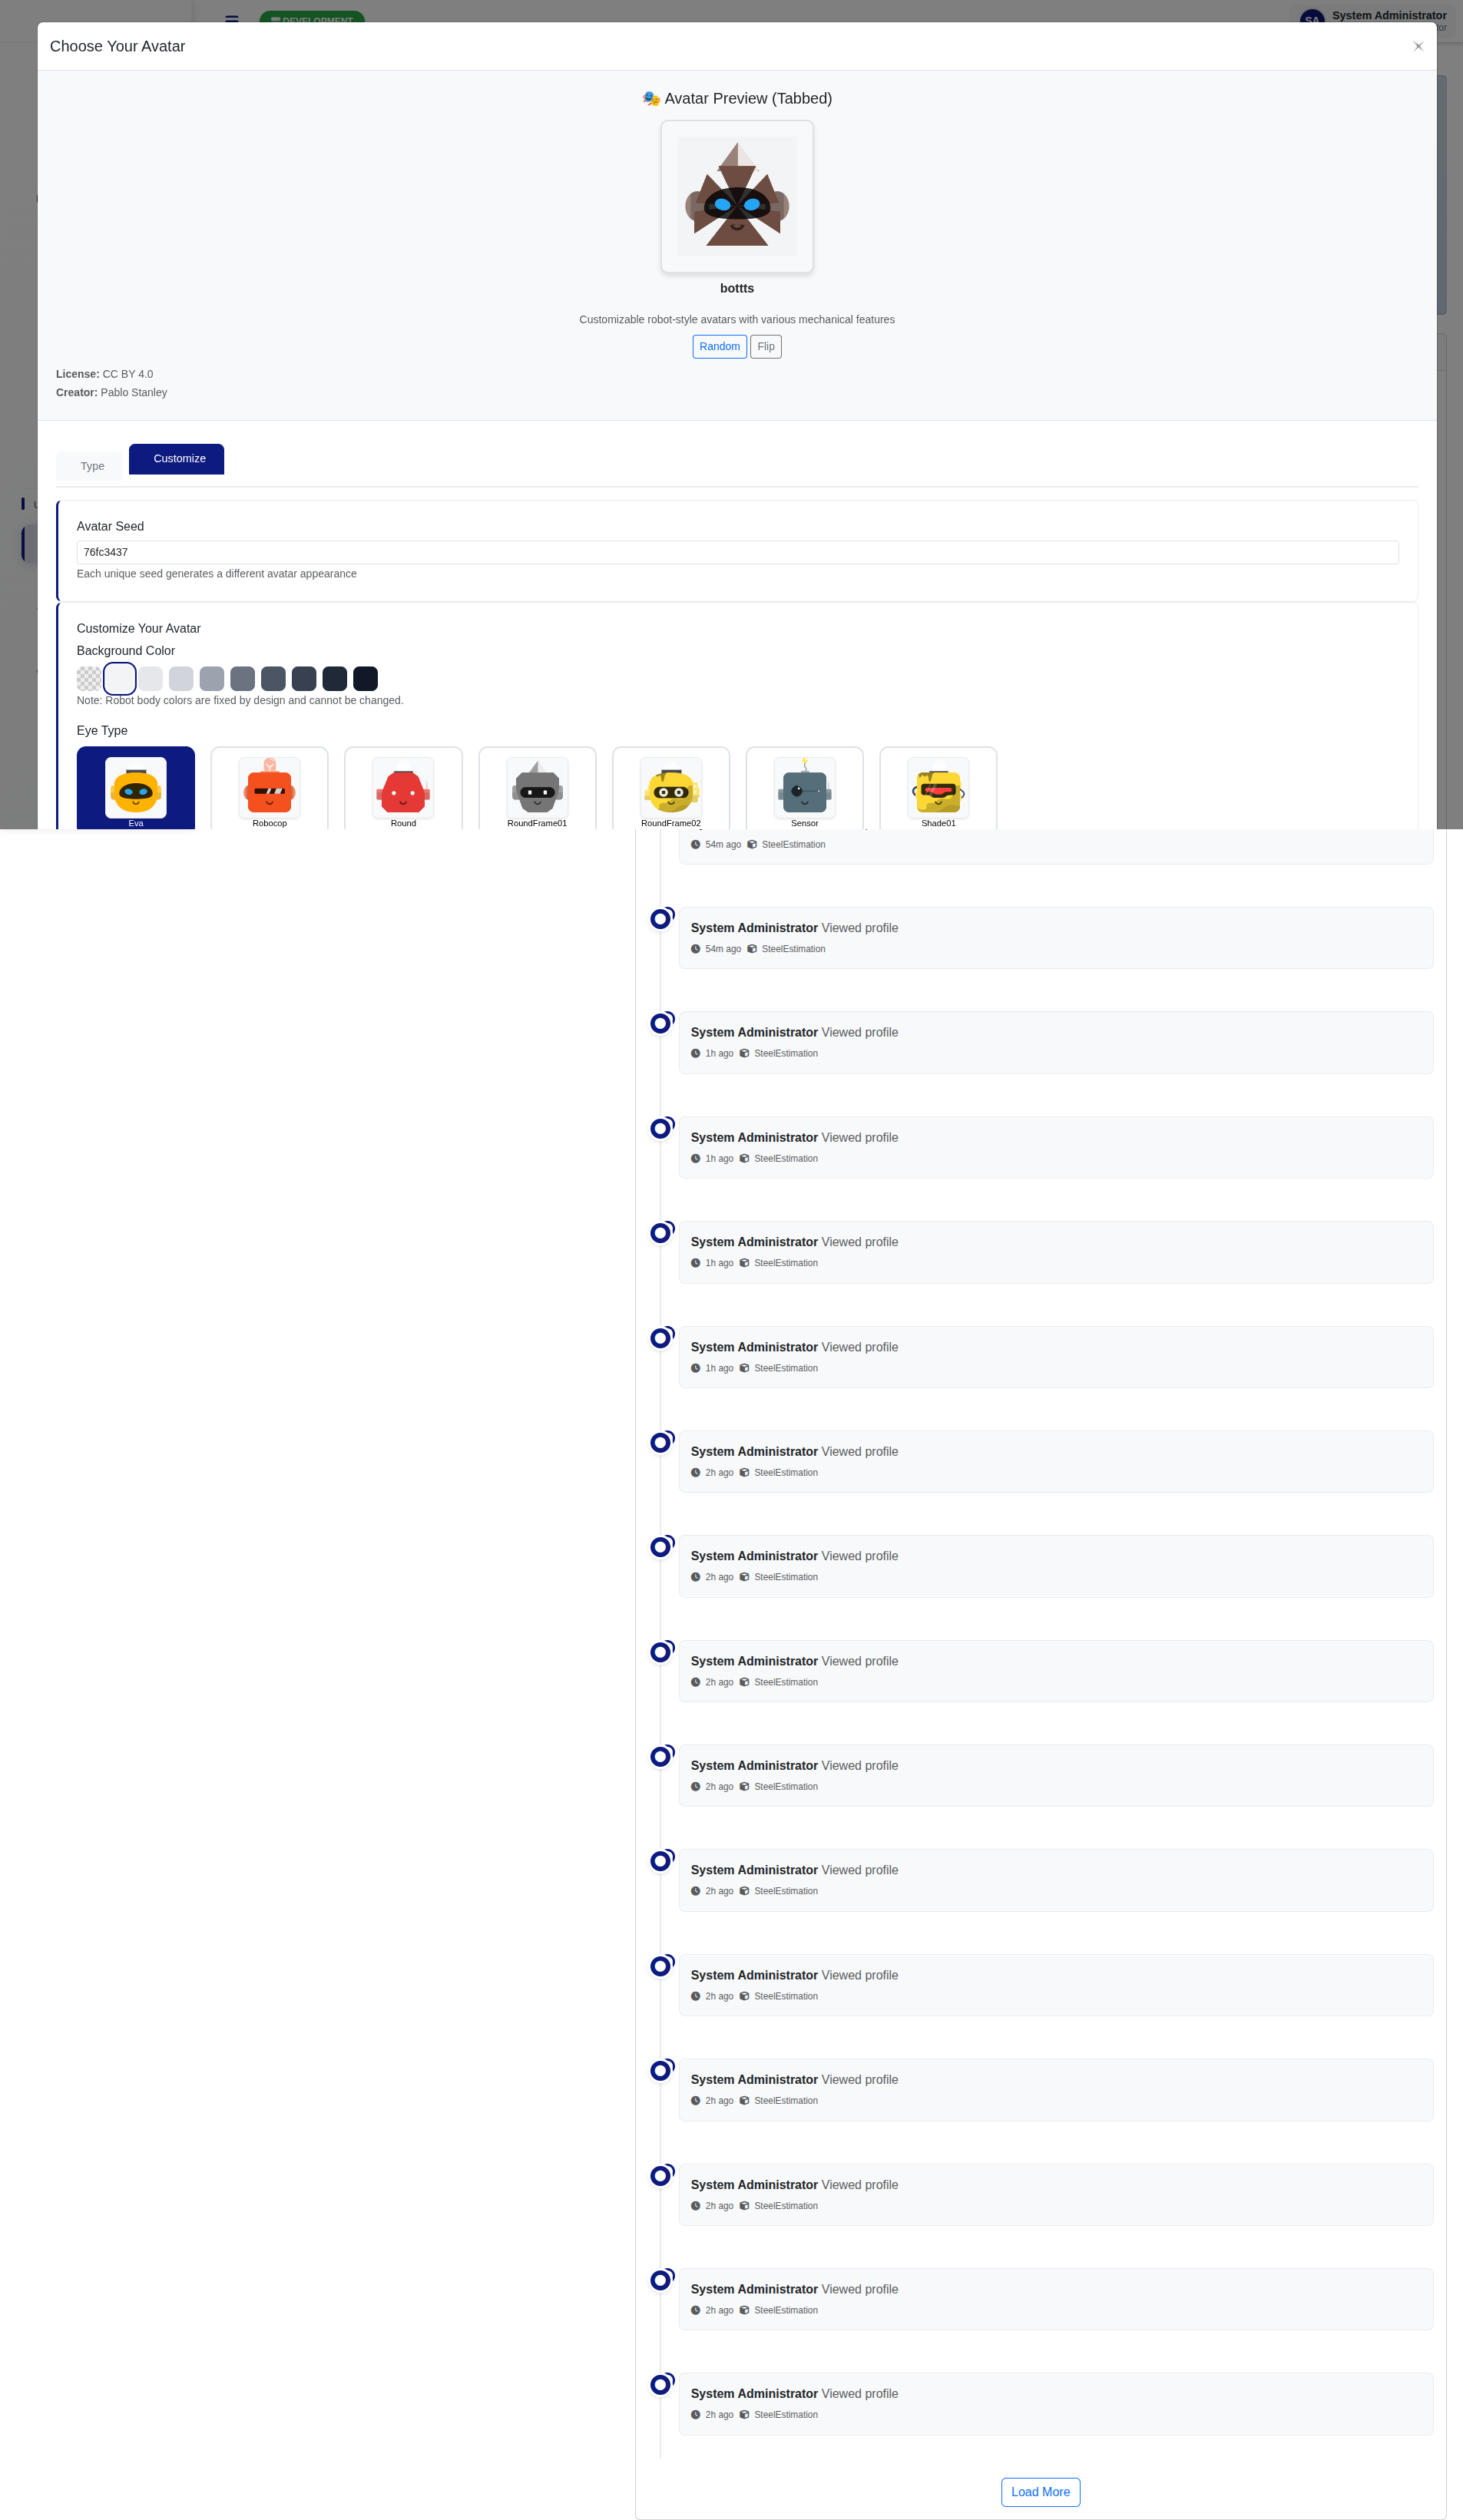 DEVELOPMENT
SA
System Administrator
Choose Your Avatar
🎭 Avatar Preview (Tabbed)
bottts
Customizable robot-style avatars with various mechanical features
Random
Flip
License: CC BY 4.0
Creator: Pablo Stanley
Type
Customize
Avatar Seed
76fc3437
Each unique seed generates a different avatar appearance
Customize Your Avatar
Background Color
Note: Robot body colors are fixed by design and cannot be changed.
Eye Type
Eva
Robocop
Round
RoundFrame01
RoundFrame02
Sensor
Shade01
54m ago SteelEstimation
System Administrator Viewed profile
54m ago SteelEstimation
System Administrator Viewed profile
1h ago SteelEstimation
System Administrator Viewed profile
1h ago SteelEstimation
System Administrator Viewed profile
1h ago SteelEstimation
System Administrator Viewed profile
1h ago SteelEstimation
System Administrator Viewed profile
2h ago SteelEstimation
System Administrator Viewed profile
2h ago SteelEstimation
System Administrator Viewed profile
2h ago SteelEstimation
System Administrator Viewed profile
2h ago SteelEstimation
System Administrator Viewed profile
2h ago SteelEstimation
System Administrator Viewed profile
2h ago SteelEstimation
System Administrator Viewed profile
2h ago SteelEstimation
System Administrator Viewed profile
2h ago SteelEstimation
System Administrator Viewed profile
2h ago SteelEstimation
System Administrator Viewed profile
2h ago SteelEstimation
Load More